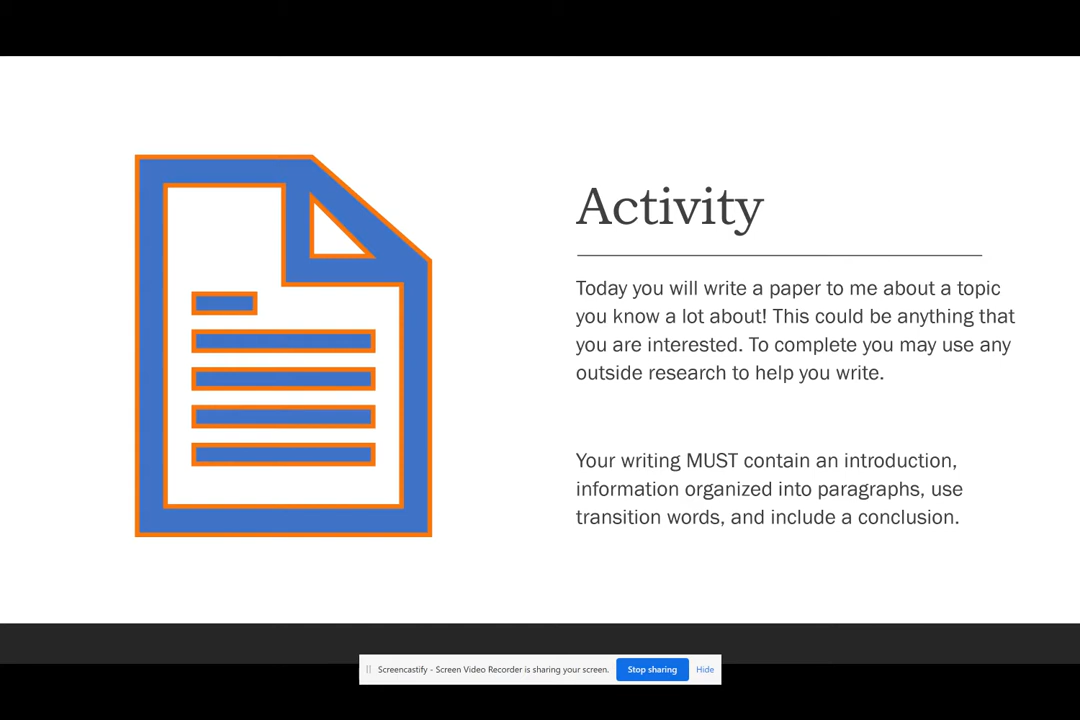 Activity
Today you will write a paper to me about a topic
you know a lot about! This could be anything that
you are interested. To complete you may use any
outside research to help you write.
Your writing MUST contain an introduction,
information organized into paragraphs, use
transition words, and include a conclusion.
Screencastify - Screen Video Recorder is sharing your screen. Stop sharing Hide